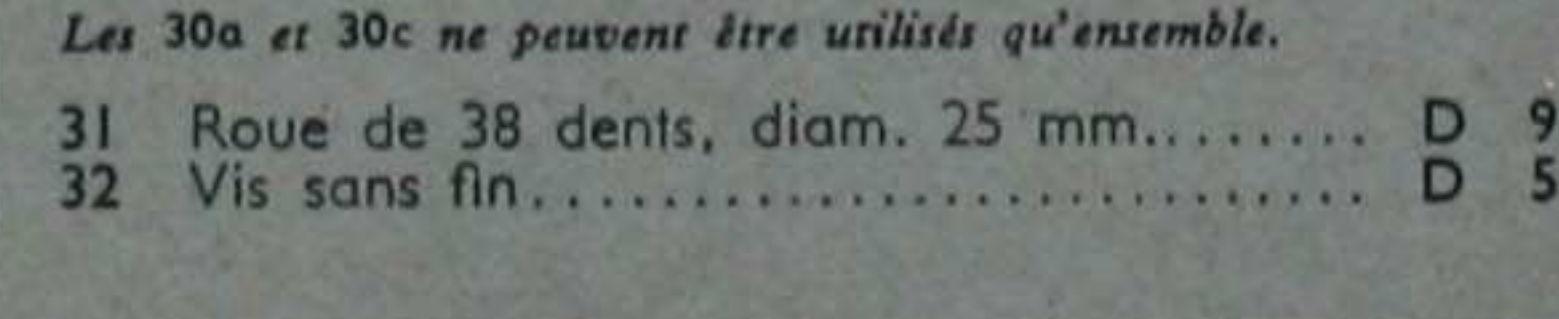 Les 30a et 30c ne peuvent être utilisés qu'ensemble.
31 Roue de 38 dents, diam. 25 mm........ D 9
32 Vis sans fin........................... D 5